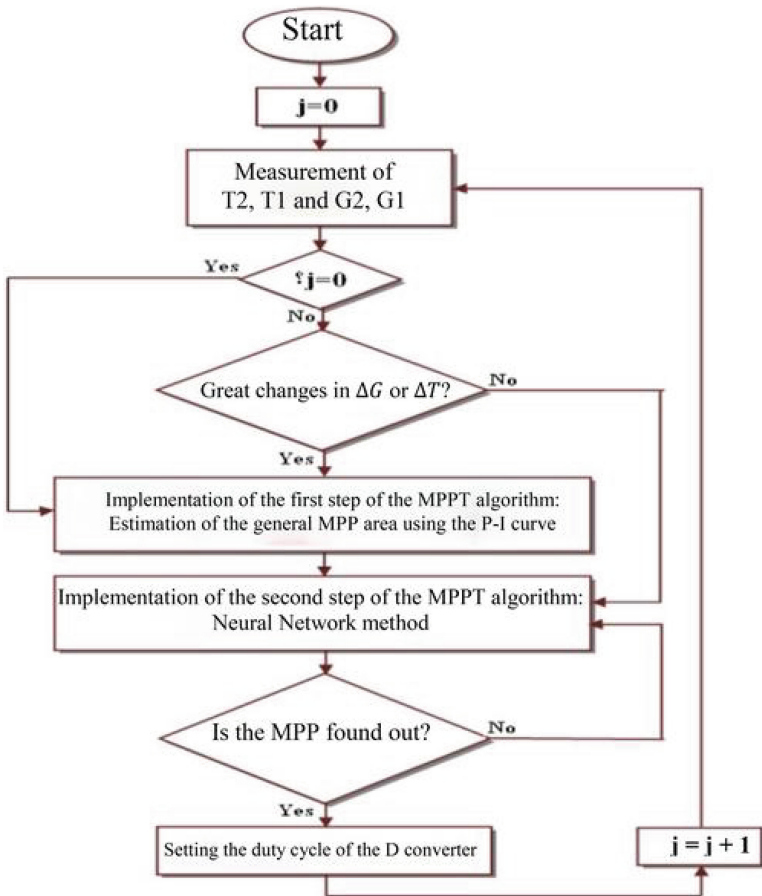 Start
j=0
Measurement of
T2, T1 and G2, G1
Yes
؟j=0
No
Great changes in ΔG or ΔT?
No
Yes
Implementation of the first step of the MPPT algorithm:
Estimation of the general MPP area using the P-I curve
Implementation of the second step of the MPPT algorithm:
Neural Network method
Is the MPP found out?
No
Yes
Setting the duty cycle of the D converter
j = j + 1